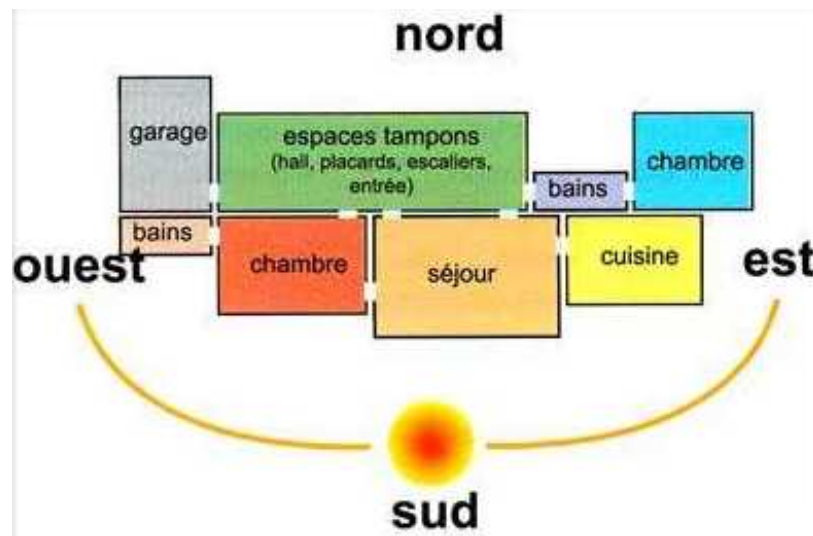 nord
garage
espaces tampons
(hall, placards, escaliers,
entrée)
bains
chambre
bains
chambre
séjour
cuisine
ouest
est
sud